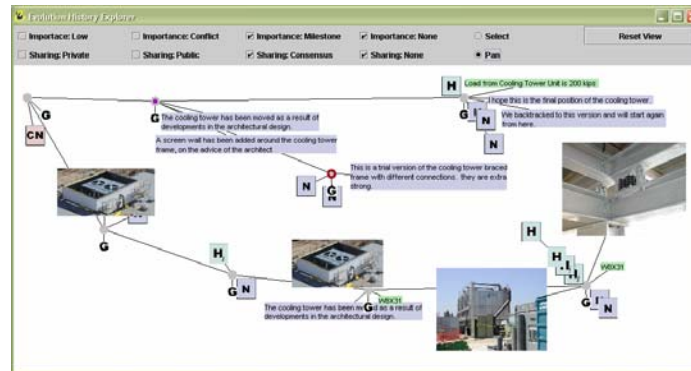 Evolution History Explorer
Importace: Low
Importance: Conflict
Importance: Milestone
Importance: None
Select
Reset View
Sharing: Private
Sharing: Public
Sharing: Consensus
Sharing: None
Pan
H
Load from Cooling Tower Unit is 200 kips
I hope this is the final position of the cooling tower.
G
G
G
N
We backtracked to this version and will start again
from here.
N
The cooling tower has been moved as a result of
developments in the architectural design.
CN
A screen wall has been added around the cooling tower
frame, on the advice of the architect
This is a trial version of the cooling tower braced
frame with different connections. they are extra
strong.
N
G
N
H
G
H
H
W8X31
G
N
W8X31
G
G
N
The cooling tower has been moved as a result of
developments in the architectural design.